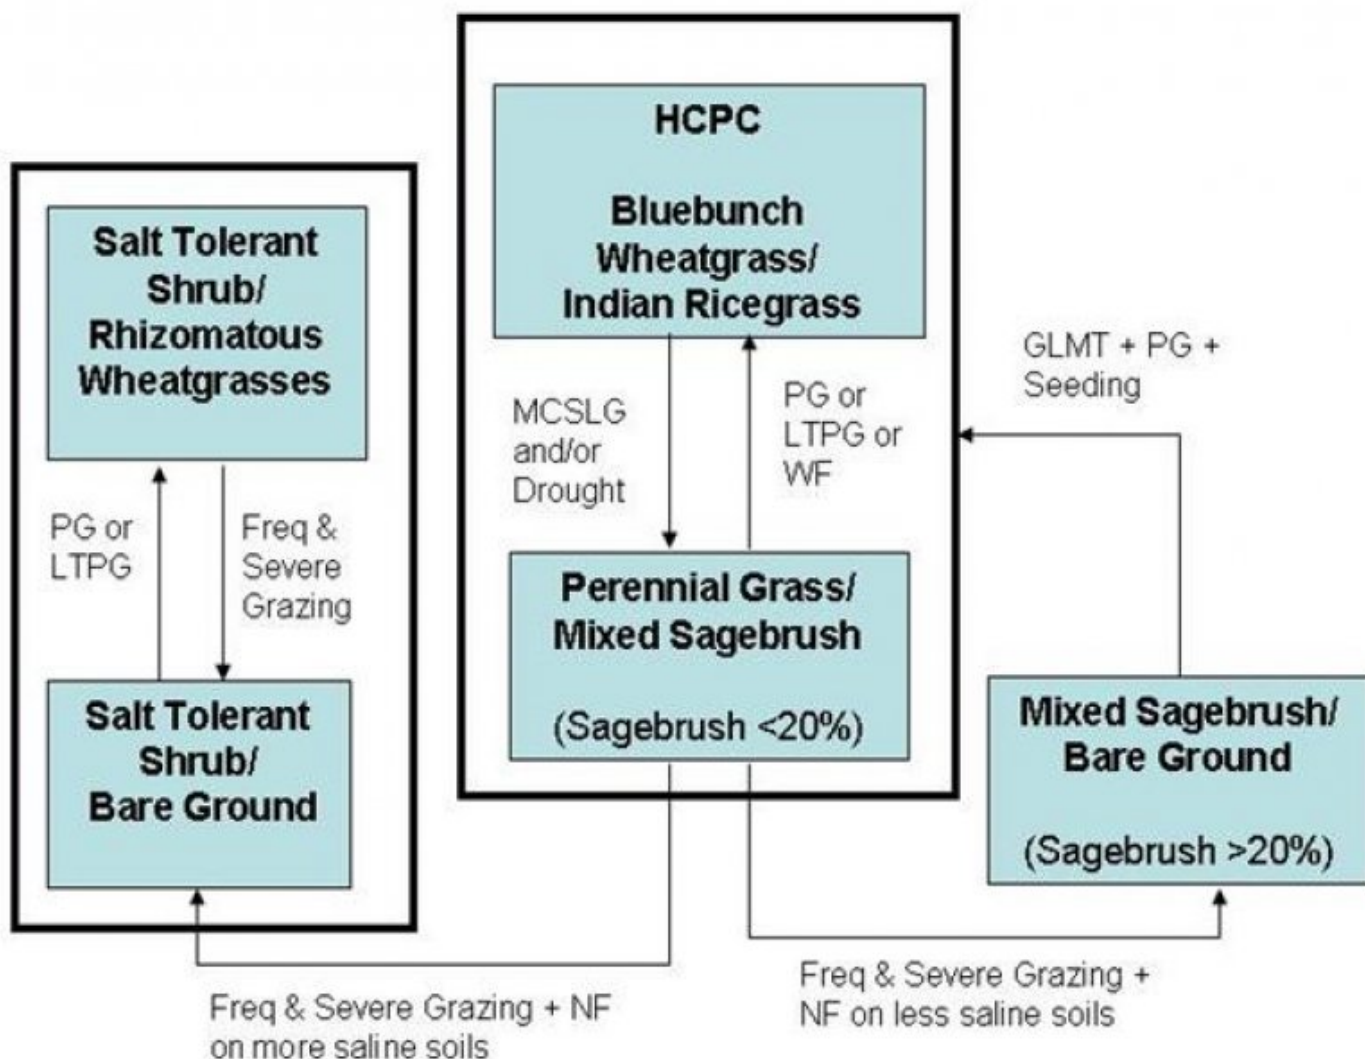 HCPC
Bluebunch
Wheatgrass/
Indian Ricegrass
Salt Tolerant
Shrub/
Rhizomatous
Wheatgrasses
GLMT + PG +
Seeding
MCSLG
and/or
Drought
PG or
LTPG or
WF
PG or
LTPG
Freq &
Severe
Grazing
Perennial Grass/
Mixed Sagebrush
(Sagebrush <20%)
Salt Tolerant
Shrub/
Bare Ground
Mixed Sagebrush/
Bare Ground
(Sagebrush >20%)
Freq & Severe Grazing + NF
on more saline soils
Freq & Severe Grazing +
NF on less saline soils